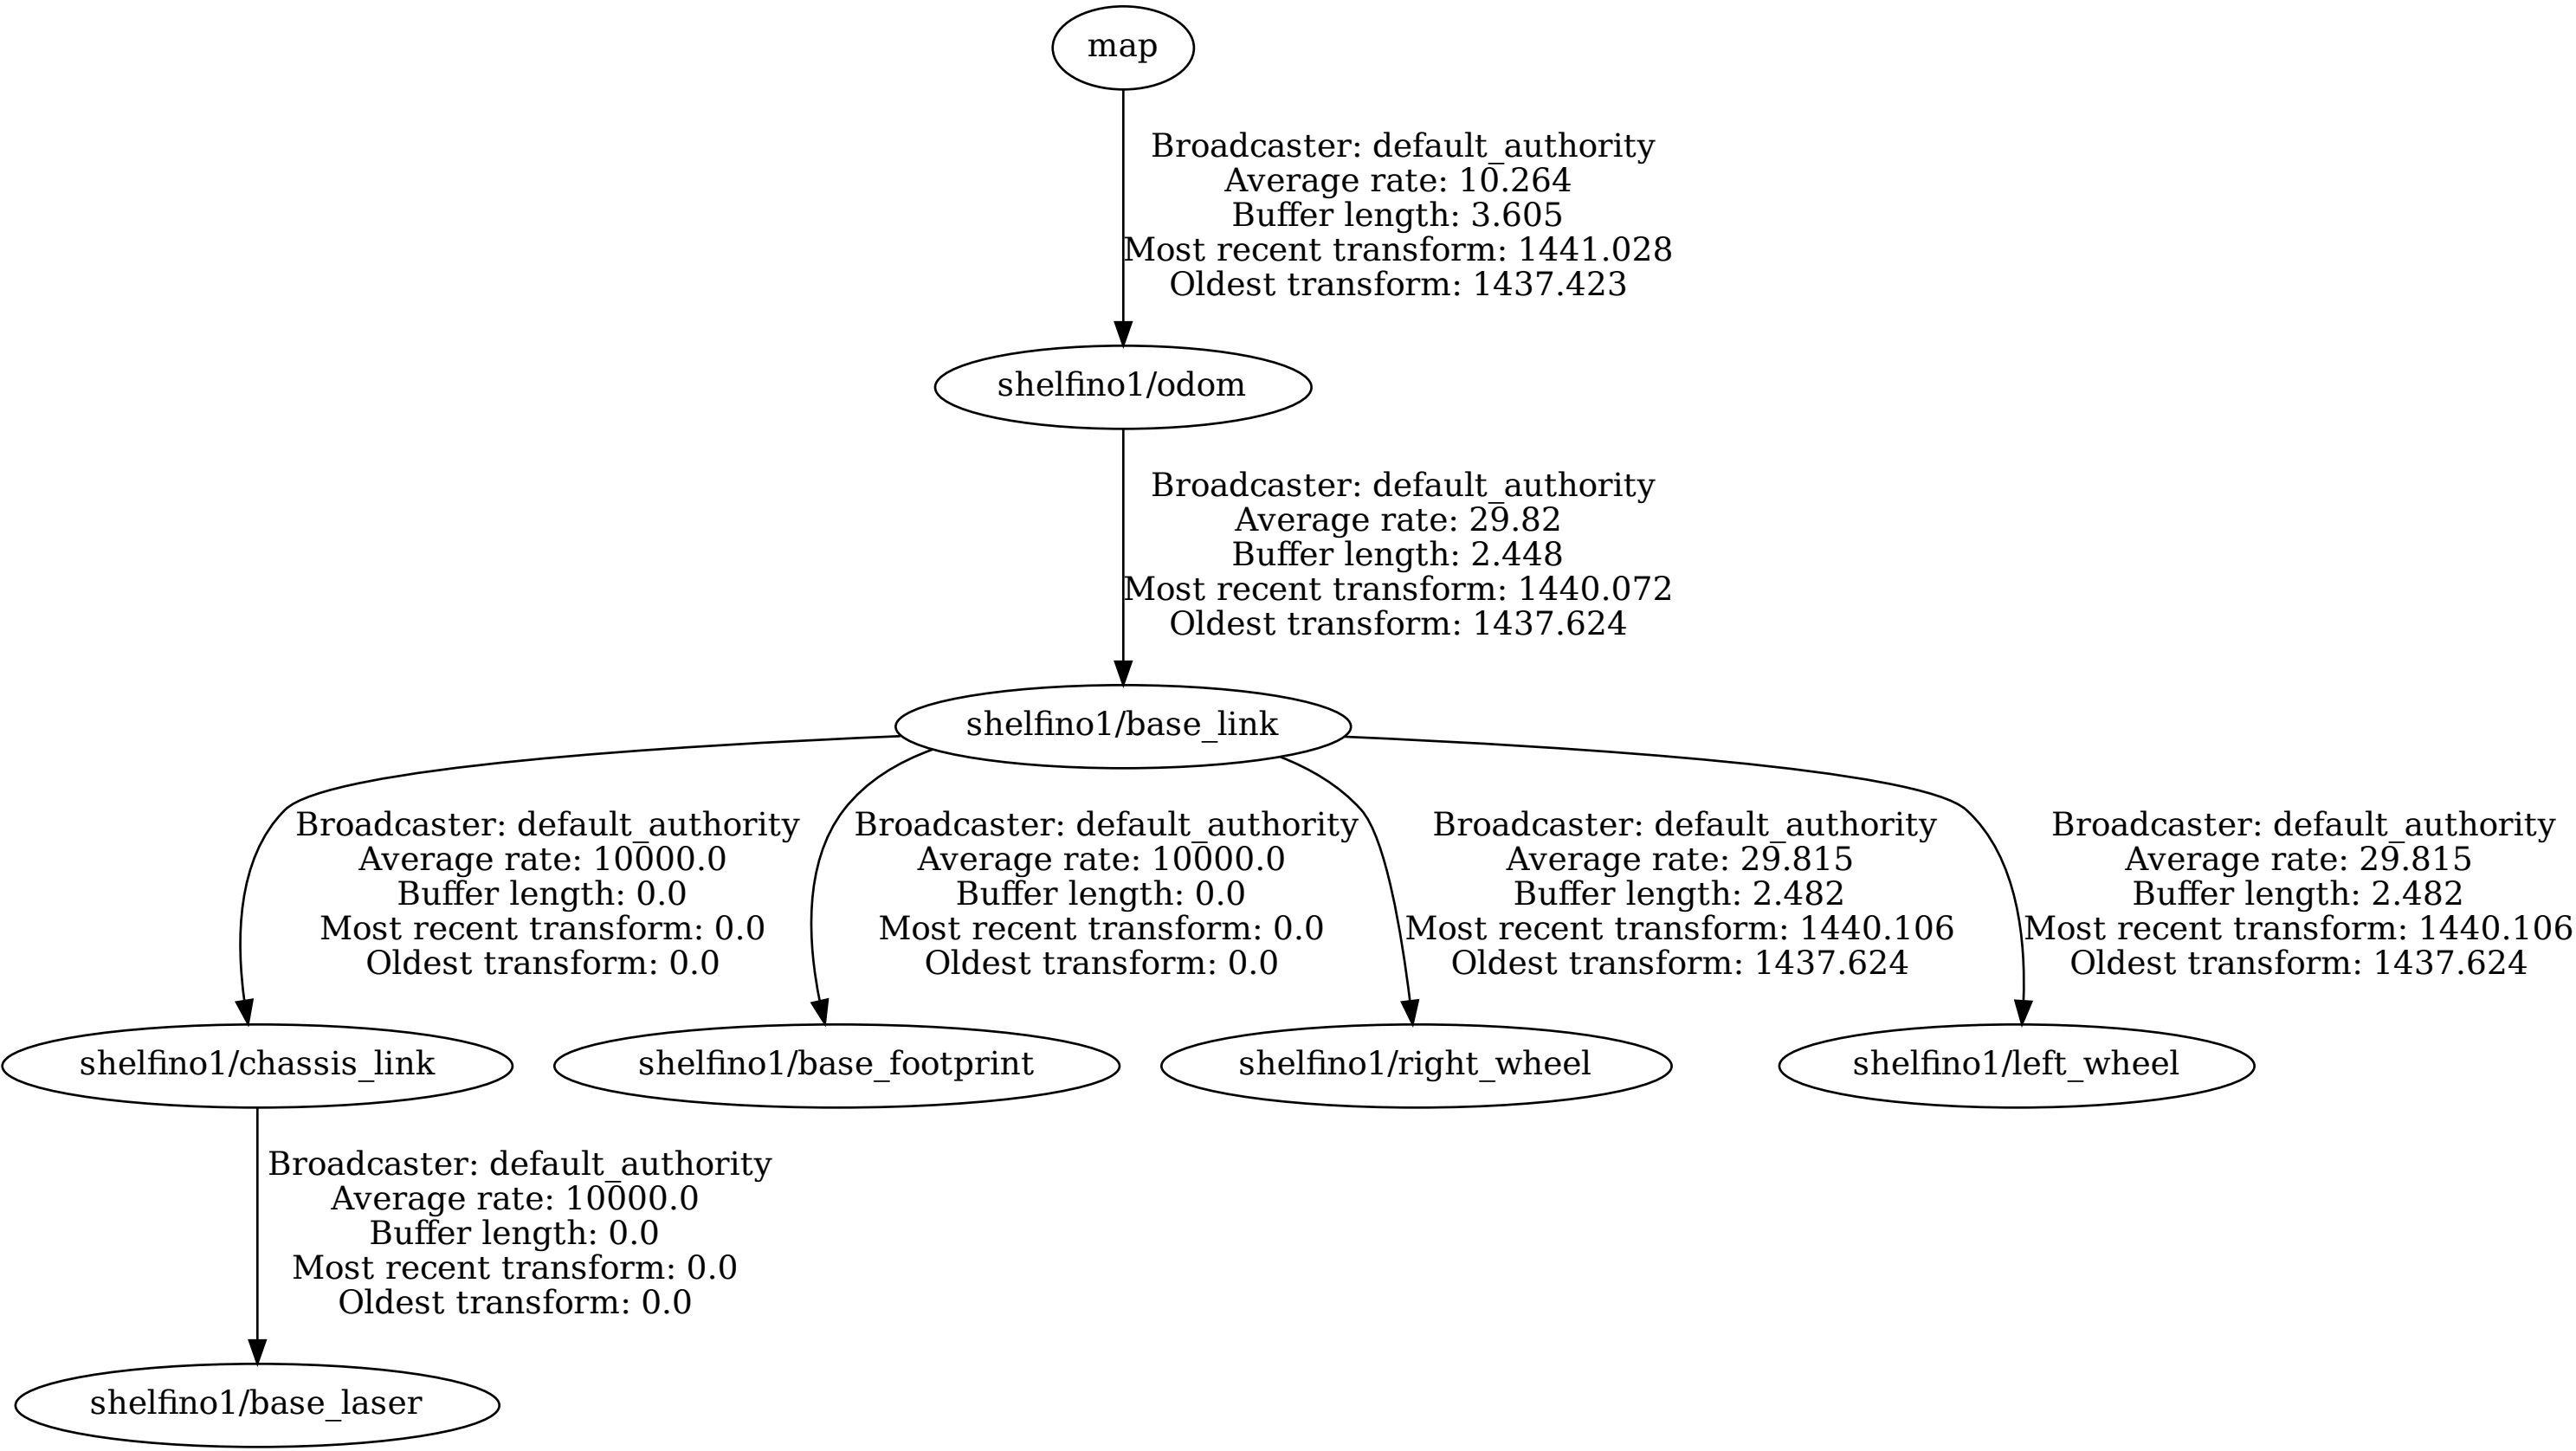 map
Broadcaster: default_authority
Average rate: 10.264
Buffer length: 3.605
Most recent transform: 1441.028
Oldest transform: 1437.423
shelfino1/odom
Broadcaster: default_authority
Average rate: 29.82
Buffer length: 2.448
Most recent transform: 1440.072
Oldest transform: 1437.624
shelfino1/base_link
Broadcaster: default_authority
Average rate: 10000.0
Buffer length: 0.0
Most recent transform: 0.0
Oldest transform: 0.0
Broadcaster: default_authority
Average rate: 10000.0
Buffer length: 0.0
Most recent transform: 0.0
Oldest transform: 0.0
Broadcaster: default_authority
Average rate: 29.815
Buffer length: 2.482
Most recent transform: 1440.106
Oldest transform: 1437.624
Broadcaster: default_authority
Average rate: 29.815
Buffer length: 2.482
Most recent transform: 1440.106
Oldest transform: 1437.624
shelfino1/chassis_link
shelfino1/base_footprint
shelfino1/right_wheel
shelfino1/left_wheel
Broadcaster: default_authority
Average rate: 10000.0
Buffer length: 0.0
Most recent transform: 0.0
Oldest transform: 0.0
shelfino1/base_laser